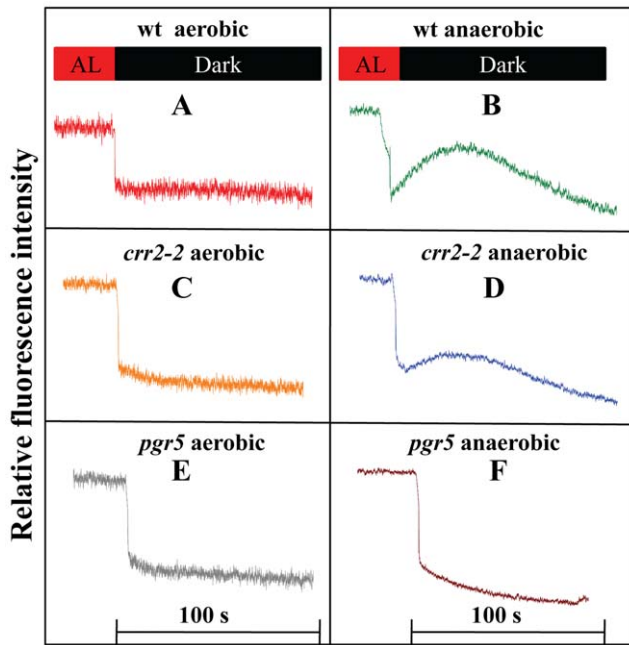 wt aerobic
AL Dark
A
wt anaerobic
AL Dark
B
crr2-2 aerobic
C
crr2-2 anaerobic
D
pgr5 aerobic
E
pgr5 anaerobic
F
100 s
100 s
Relative fluorescence intensity